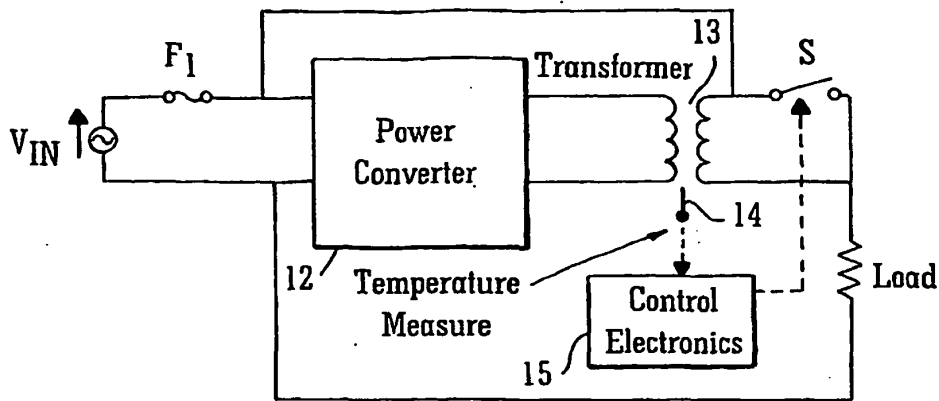 F1
VIN
Power
Converter
12
Transformer
13
S
14
Temperature
Measure
Control
Electronics
15
Load